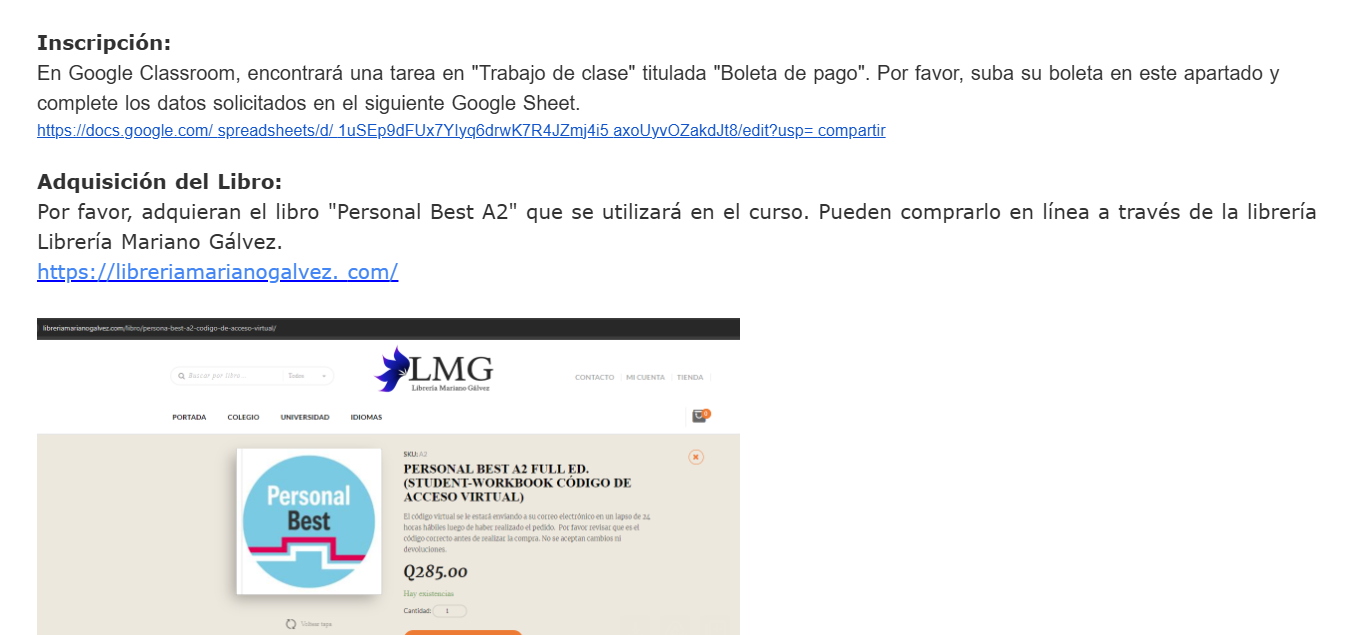 Inscripción:
En Google Classroom, encontrará una tarea en "Trabajo de clase" titulada "Boleta de pago". Por favor, suba su boleta en este apartado y
complete los datos solicitados en el siguiente Google Sheet.
https://docs.google.com/ spreadsheets/d/ 1uSEp9dFUx7YIyq6drwK7R4JZmj4i5 axoUyvOZakdJt8/edit?usp= compartir
Adquisición del Libro:
Por favor, adquieran el libro "Personal Best A2" que se utilizará en el curso. Pueden comprarlo en línea a través de la librería
Librería Mariano Gálvez.
https://libreriamarianogalvez. com/
libreriamarianogalvez.com/libro/persona-best-a2-codigo-de-acceso-virtual/
Buscar por libro...
Todos
LMG
Librería Mariano Gálvez
CONTACTO
MI CUENTA
TIENDA
PORTADA
COLEGIO
UNIVERSIDAD
IDIOMAS
0
Personal
Best
SKU: A2
PERSONAL BEST A2 FULL ED.
(STUDENT-WORKBOOK CÓDIGO DE
ACCESO VIRTUAL)
El código virtual se le estará enviando a su correo electrónico en un lapso de 24
horas hábiles luego de haber realizado el pedido. Por favor revisar que es el
código correcto antes de realizar la compra. No se aceptan cambios ni
devoluciones.
Q285.00
Hay existencias
Cantidad: 1
Voltear tapa